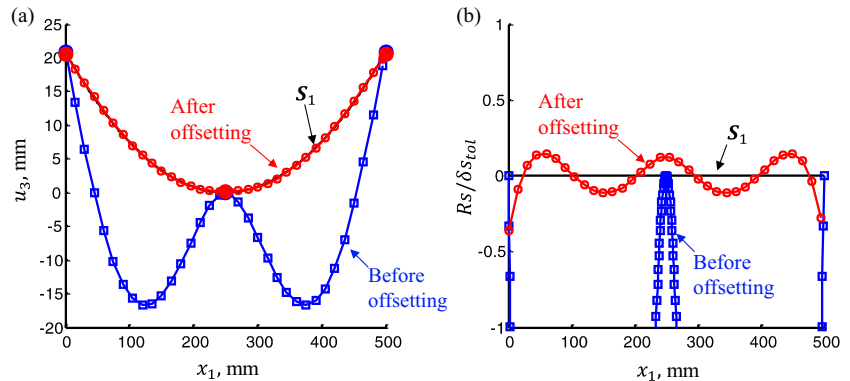 (a)
25
20
15
10
5
0
-5
-10
-15
-20
u₃, mm
0 100 200 300 400 500
x₁, mm
After
offsetting
S₁
Before
offsetting
(b)
1
0.5
0
-0.5
-1
Rs/δs_tol
0 100 200 300 400 500
x₁, mm
After
offsetting
S₁
Before
offsetting